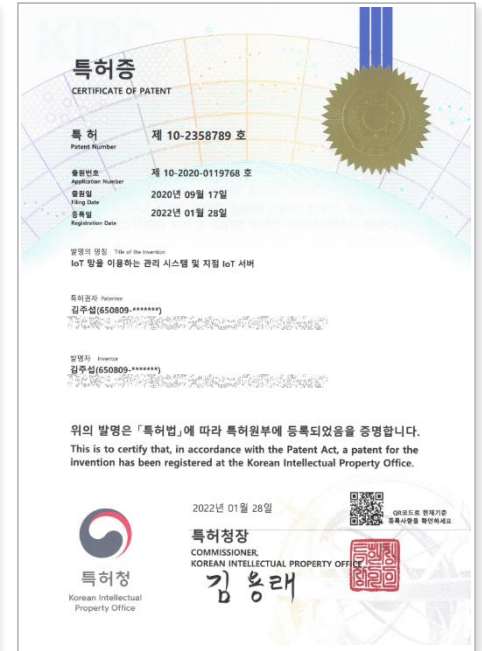 특허증
CERTIFICATE OF PATENT
특 허 제 10-2358789 호
Patent Number
출원번호 제 10-2020-0119768 호
Application Number
출원일 2020년 09월 17일
Filing Date
등록일 2022년 01월 28일
Registration Date
발명의 명칭 Title of the Invention
IoT 망을 이용하는 관리 시스템 및 지점 IoT 서버
특허권자 Patentee
김주섭(650809-*******)
발명자 Inventor
김주섭(650809-*******)
위의 발명은 「특허법」에 따라 특허원부에 등록되었음을 증명합니다.
This is to certify that, in accordance with the Patent Act, a patent for the
invention has been registered at the Korean Intellectual Property Office.
2022년 01월 28일
QR코드로 현재기준
등록사항을 확인하세요
특허청장
COMMISSIONER,
KOREAN INTELLECTUAL PROPERTY OFFICE
김용래
특허청
Korean Intellectual
Property Office